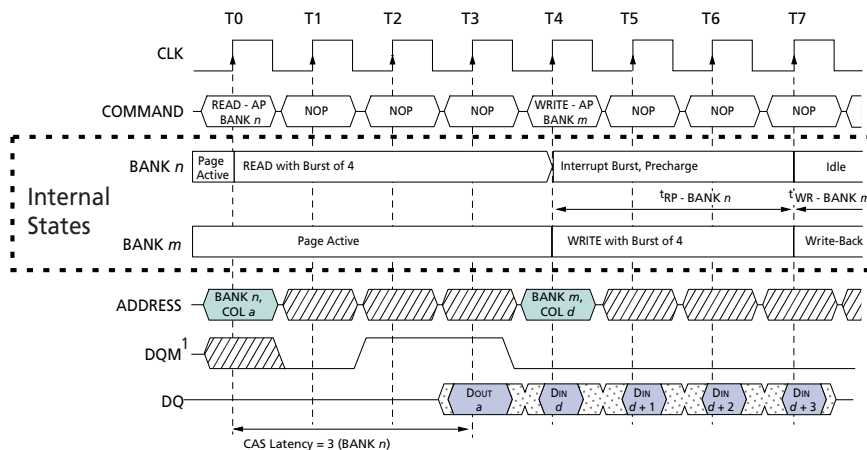 T0 T1 T2 T3 T4 T5 T6 T7
CLK
COMMAND
READ - AP
BANK n
NOP
NOP
NOP
WRITE - AP
BANK m
NOP
NOP
NOP
Internal
States
BANK n
Page
Active
READ with Burst of 4
Interrupt Burst, Precharge
Idle
tRP - BANK n
tWR - BANK m
BANK m
Page Active
WRITE with Burst of 4
Write-Back
ADDRESS
BANK n,
COL a
BANK m,
COL d
DQM1
DQ
DOUT
a
DIN
d
DIN
d + 1
DIN
d + 2
DIN
d + 3
CAS Latency = 3 (BANK n)